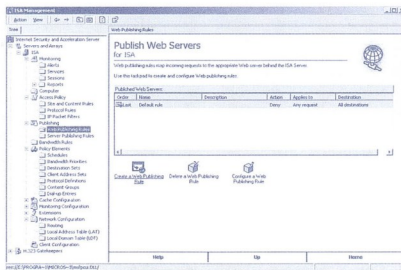 ISA Management
Action View
Tree
Web Publishing Rules
Internet Security and Acceleration Server
Servers and Arrays
ISA
Monitoring
Alerts
Services
Sessions
Reports
Computer
Access Policy
Site and Content Rules
Protocol Rules
IP Packet Filters
Publishing
Web Publishing Rules
Server Publishing Rules
Bandwidth Rules
Policy Elements
Schedules
Bandwidth Priorities
Destination Sets
Client Address Sets
Protocol Definitions
Content Groups
Dial-up Entries
Cache Configuration
Monitoring Configuration
Extensions
Network Configuration
Routing
Local Address Table (LAT)
Local Domain Table (LDT)
Client Configuration
H.323 Gatekeepers
Publish Web Servers
for ISA
Web publishing rules map incoming requests to the appropriate Web server behind the ISA Server.
Use this taskpad to create and configure Web publishing rules:
Published Web Servers:
Order Name Description Action Applies to Destination
Last Default rule Deny Any request All destinations
Create a Web Publishing Rule
Delete a Web Publishing Rule
Configure a Web Publishing Rule
Help Up Home